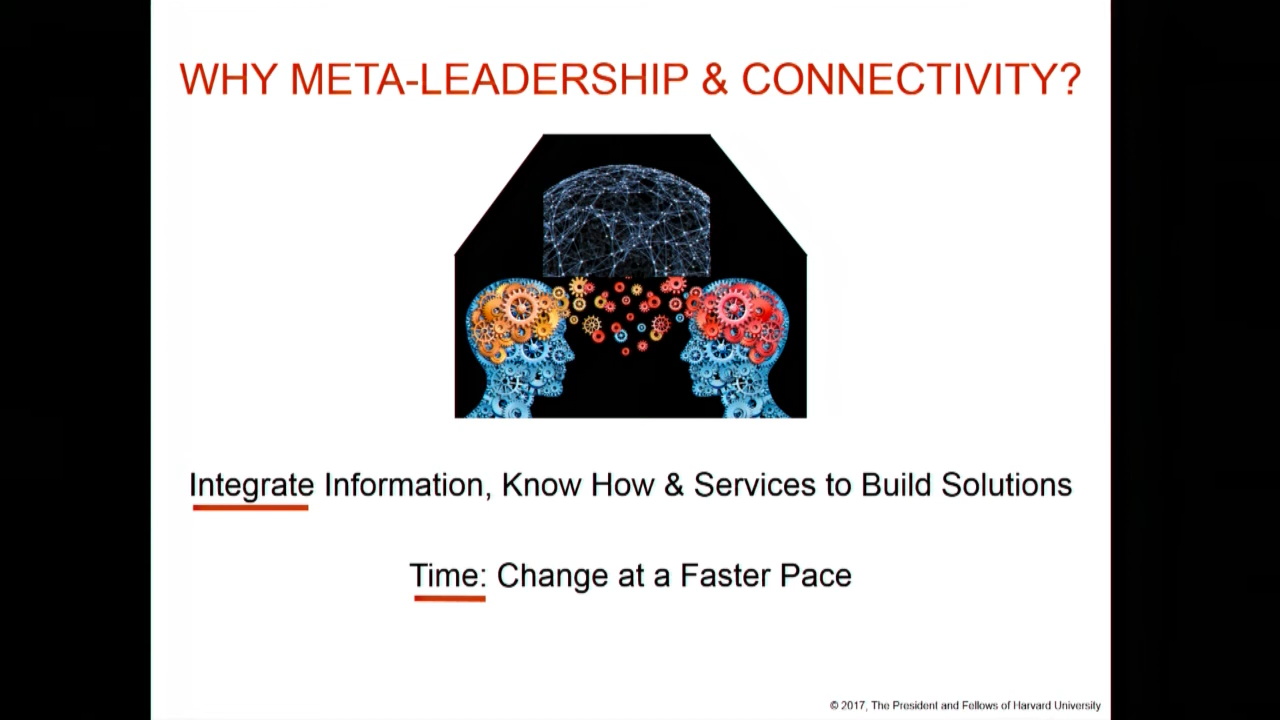 WHY META-LEADERSHIP & CONNECTIVITY?
Integrate Information, Know How & Services to Build Solutions
Time: Change at a Faster Pace
© 2017, The President and Fellows of Harvard University